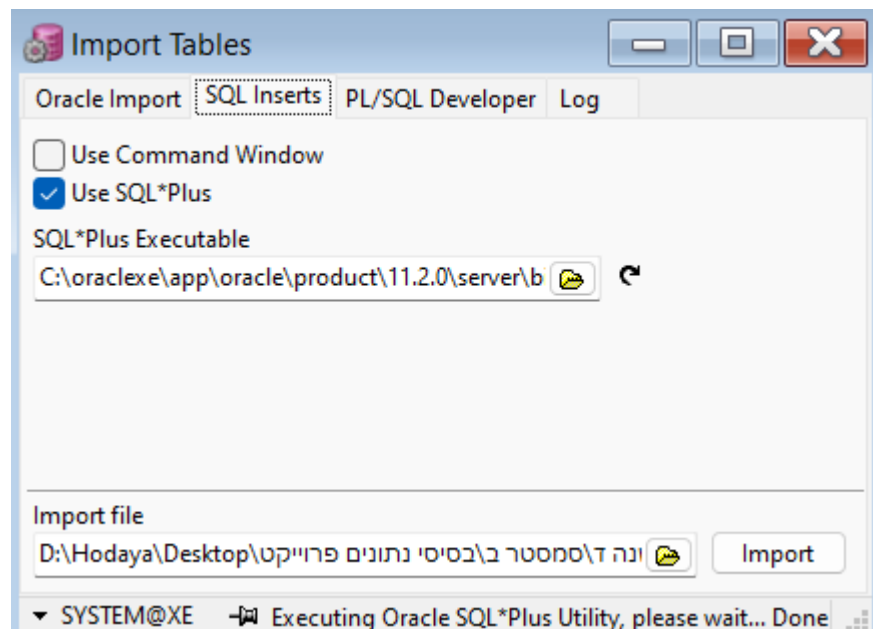 Import Tables
Oracle Import SQL Inserts PL/SQL Developer Log
Use Command Window
Use SQL*Plus
SQL*Plus Executable
C:\oraclexe\app\oracle\product\11.2.0\server\b
Import file
D:\Hodaya\Desktop\ונה ד\סמסטר ב\בסיסי נתונים פרוייקט Import
SYSTEM@XE Executing Oracle SQL*Plus Utility, please wait... Done